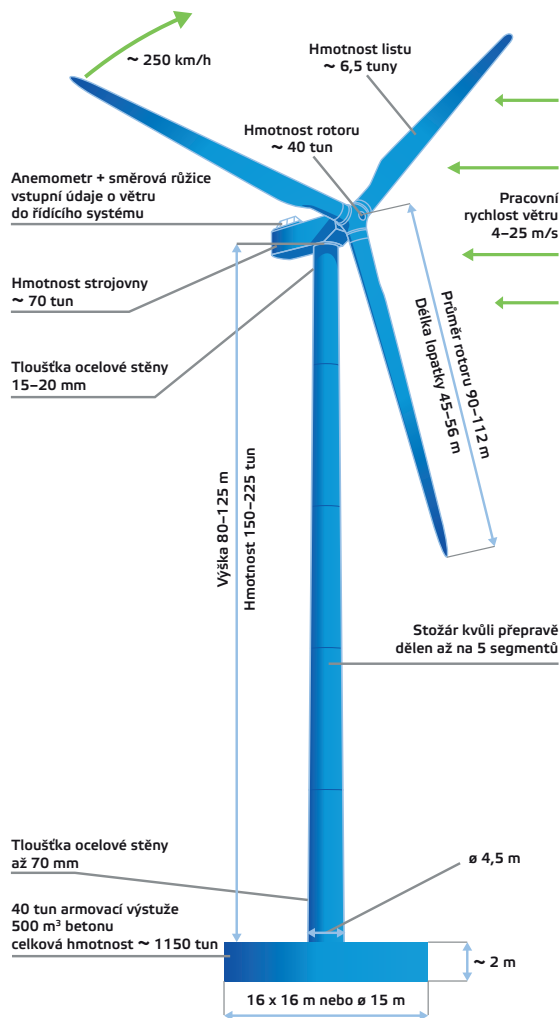 ~ 250 km/h
Hmotnost listu
~ 6,5 tuny
Hmotnost rotoru
~ 40 tun
Anemometr + směrová růžice
vstupní údaje o větru
do řídícího systému
Pracovní
rychlost větru
4–25 m/s
Hmotnost strojovny
~ 70 tun
Tloušťka ocelové stěny
15–20 mm
Průměr rotoru 90–112 m
Délka lopatky 45–56 m
Výška 80–125 m
Hmotnost 150–225 tun
Stožár kvůli přepravě
dělen až na 5 segmentů
Tloušťka ocelové stěny
až 70 mm
ø 4,5 m
40 tun armovací výstuže
500 m³ betonu
celková hmotnost ~ 1150 tun
~ 2 m
16 x 16 m nebo ø 15 m